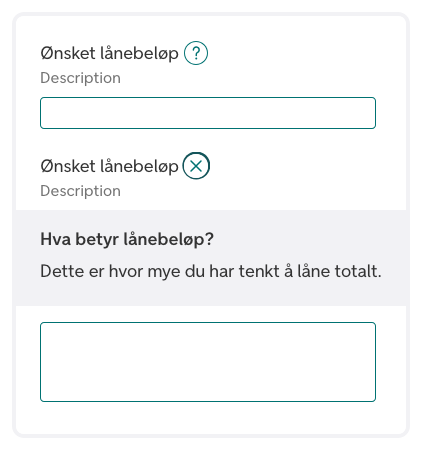 Ønsket lånebeløp ?
Description
Ønsket lånebeløp
Description
Hva betyr lånebeløp?
Dette er hvor mye du har tenkt å låne totalt.